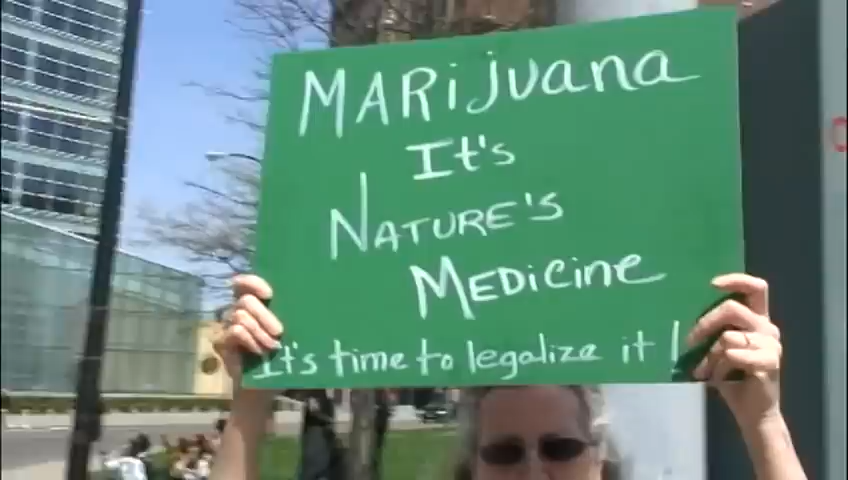 MARijuana
It's
NATURE'S
MEDiCine
It's time to legalize it !